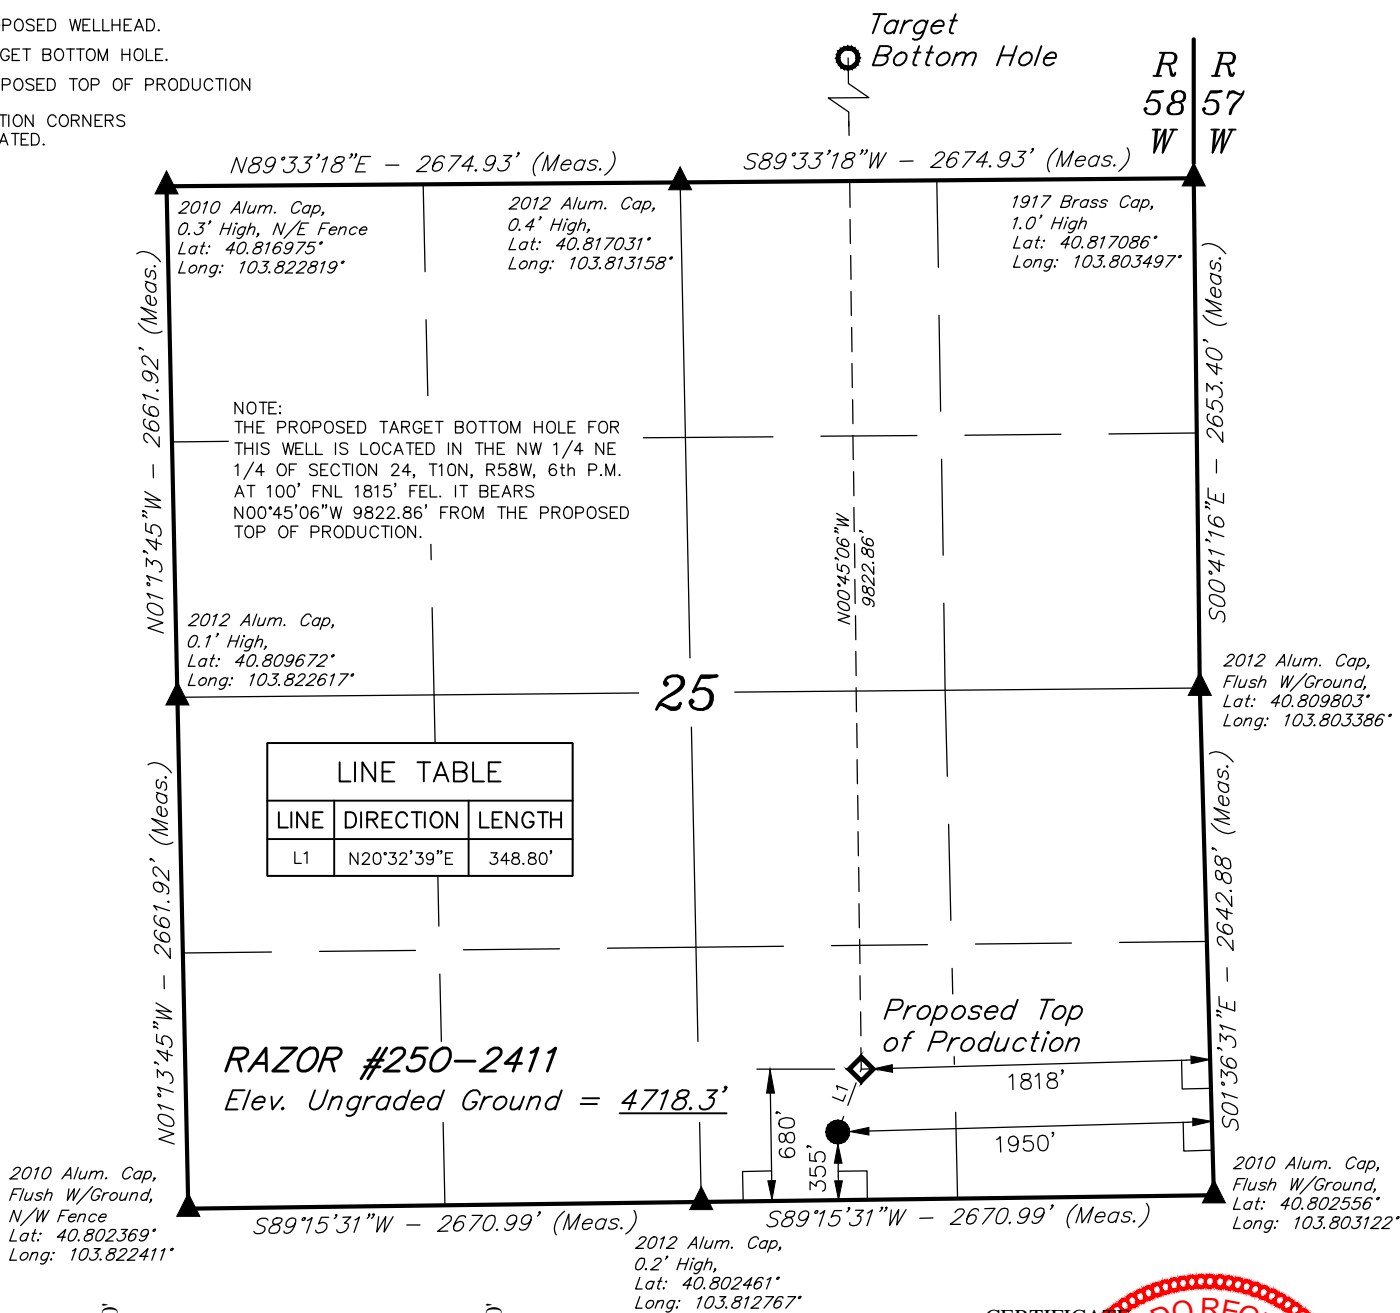 POSED WELLHEAD.
GET BOTTOM HOLE.
POSED TOP OF PRODUCTION
TION CORNERS
ATED.
Target
Bottom Hole
R R
58 57
W W
N89°33'18"E - 2674.93' (Meas.)
S89°33'18"W - 2674.93' (Meas.)
2010 Alum. Cap,
0.3' High, N/E Fence
Lat: 40.816975°
Long: 103.822819°
2012 Alum. Cap,
0.4' High,
Lat: 40.817031°
Long: 103.813158°
1917 Brass Cap,
1.0' High
Lat: 40.817086°
Long: 103.803497°
N01°13'45"W - 2661.92' (Meas.)
S00°41'16"E - 2653.40' (Meas.)
NOTE:
THE PROPOSED TARGET BOTTOM HOLE FOR
THIS WELL IS LOCATED IN THE NW 1/4 NE
1/4 OF SECTION 24, T10N, R58W, 6th P.M.
AT 100' FNL 1815' FEL. IT BEARS
N00°45'06"W 9822.86' FROM THE PROPOSED
TOP OF PRODUCTION.
N00°45'06"W
9822.86'
2012 Alum. Cap,
0.1' High,
Lat: 40.809672°
Long: 103.822617°
25
2012 Alum. Cap,
Flush W/Ground,
Lat: 40.809803°
Long: 103.803386°
LINE TABLE
LINE DIRECTION LENGTH
L1 N20°32'39"E 348.80'
N01°13'45"W - 2661.92' (Meas.)
S01°36'31"E - 2642.88' (Meas.)
Proposed Top
of Production
RAZOR #250-2411
Elev. Ungraded Ground = 4718.3'
L1
1818'
1950'
680'
355'
2010 Alum. Cap,
Flush W/Ground,
N/W Fence
Lat: 40.802369°
Long: 103.822411°
S89°15'31"W - 2670.99' (Meas.)
S89°15'31"W - 2670.99' (Meas.)
2010 Alum. Cap,
Flush W/Ground,
Lat: 40.802556°
Long: 103.803122°
2012 Alum. Cap,
0.2' High,
Lat: 40.802461°
Long: 103.812767°
CERTIFICATE